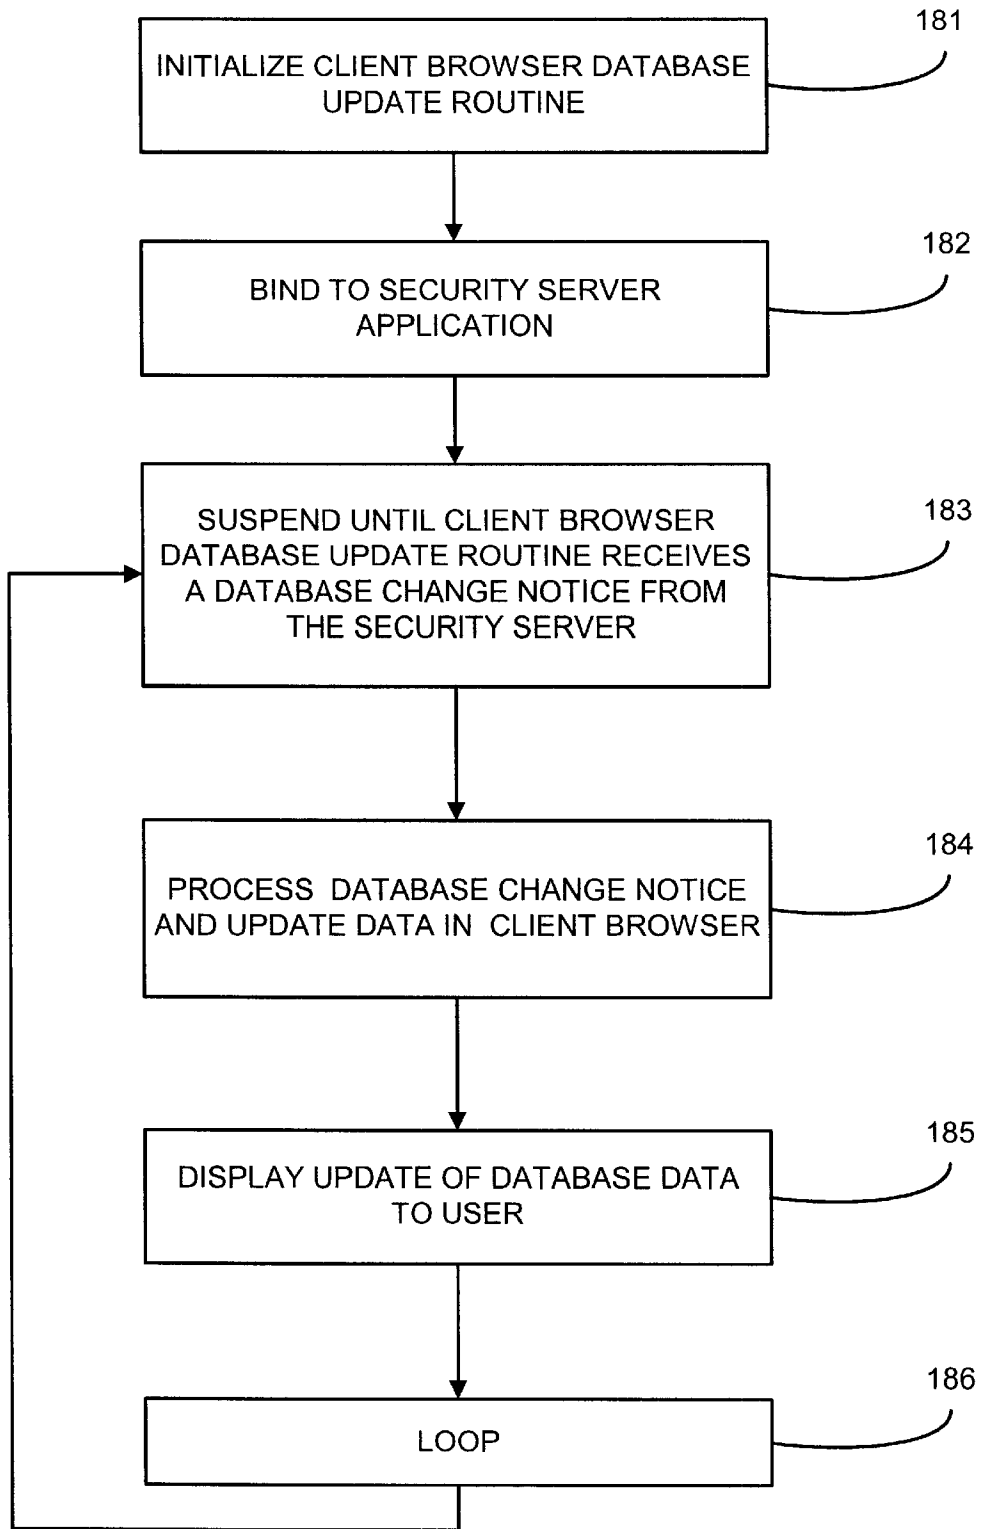 181
INITIALIZE CLIENT BROWSER DATABASE
UPDATE ROUTINE
182
BIND TO SECURITY SERVER
APPLICATION
183
SUSPEND UNTIL CLIENT BROWSER
DATABASE UPDATE ROUTINE RECEIVES
A DATABASE CHANGE NOTICE FROM
THE SECURITY SERVER
184
PROCESS DATABASE CHANGE NOTICE
AND UPDATE DATA IN CLIENT BROWSER
185
DISPLAY UPDATE OF DATABASE DATA
TO USER
186
LOOP